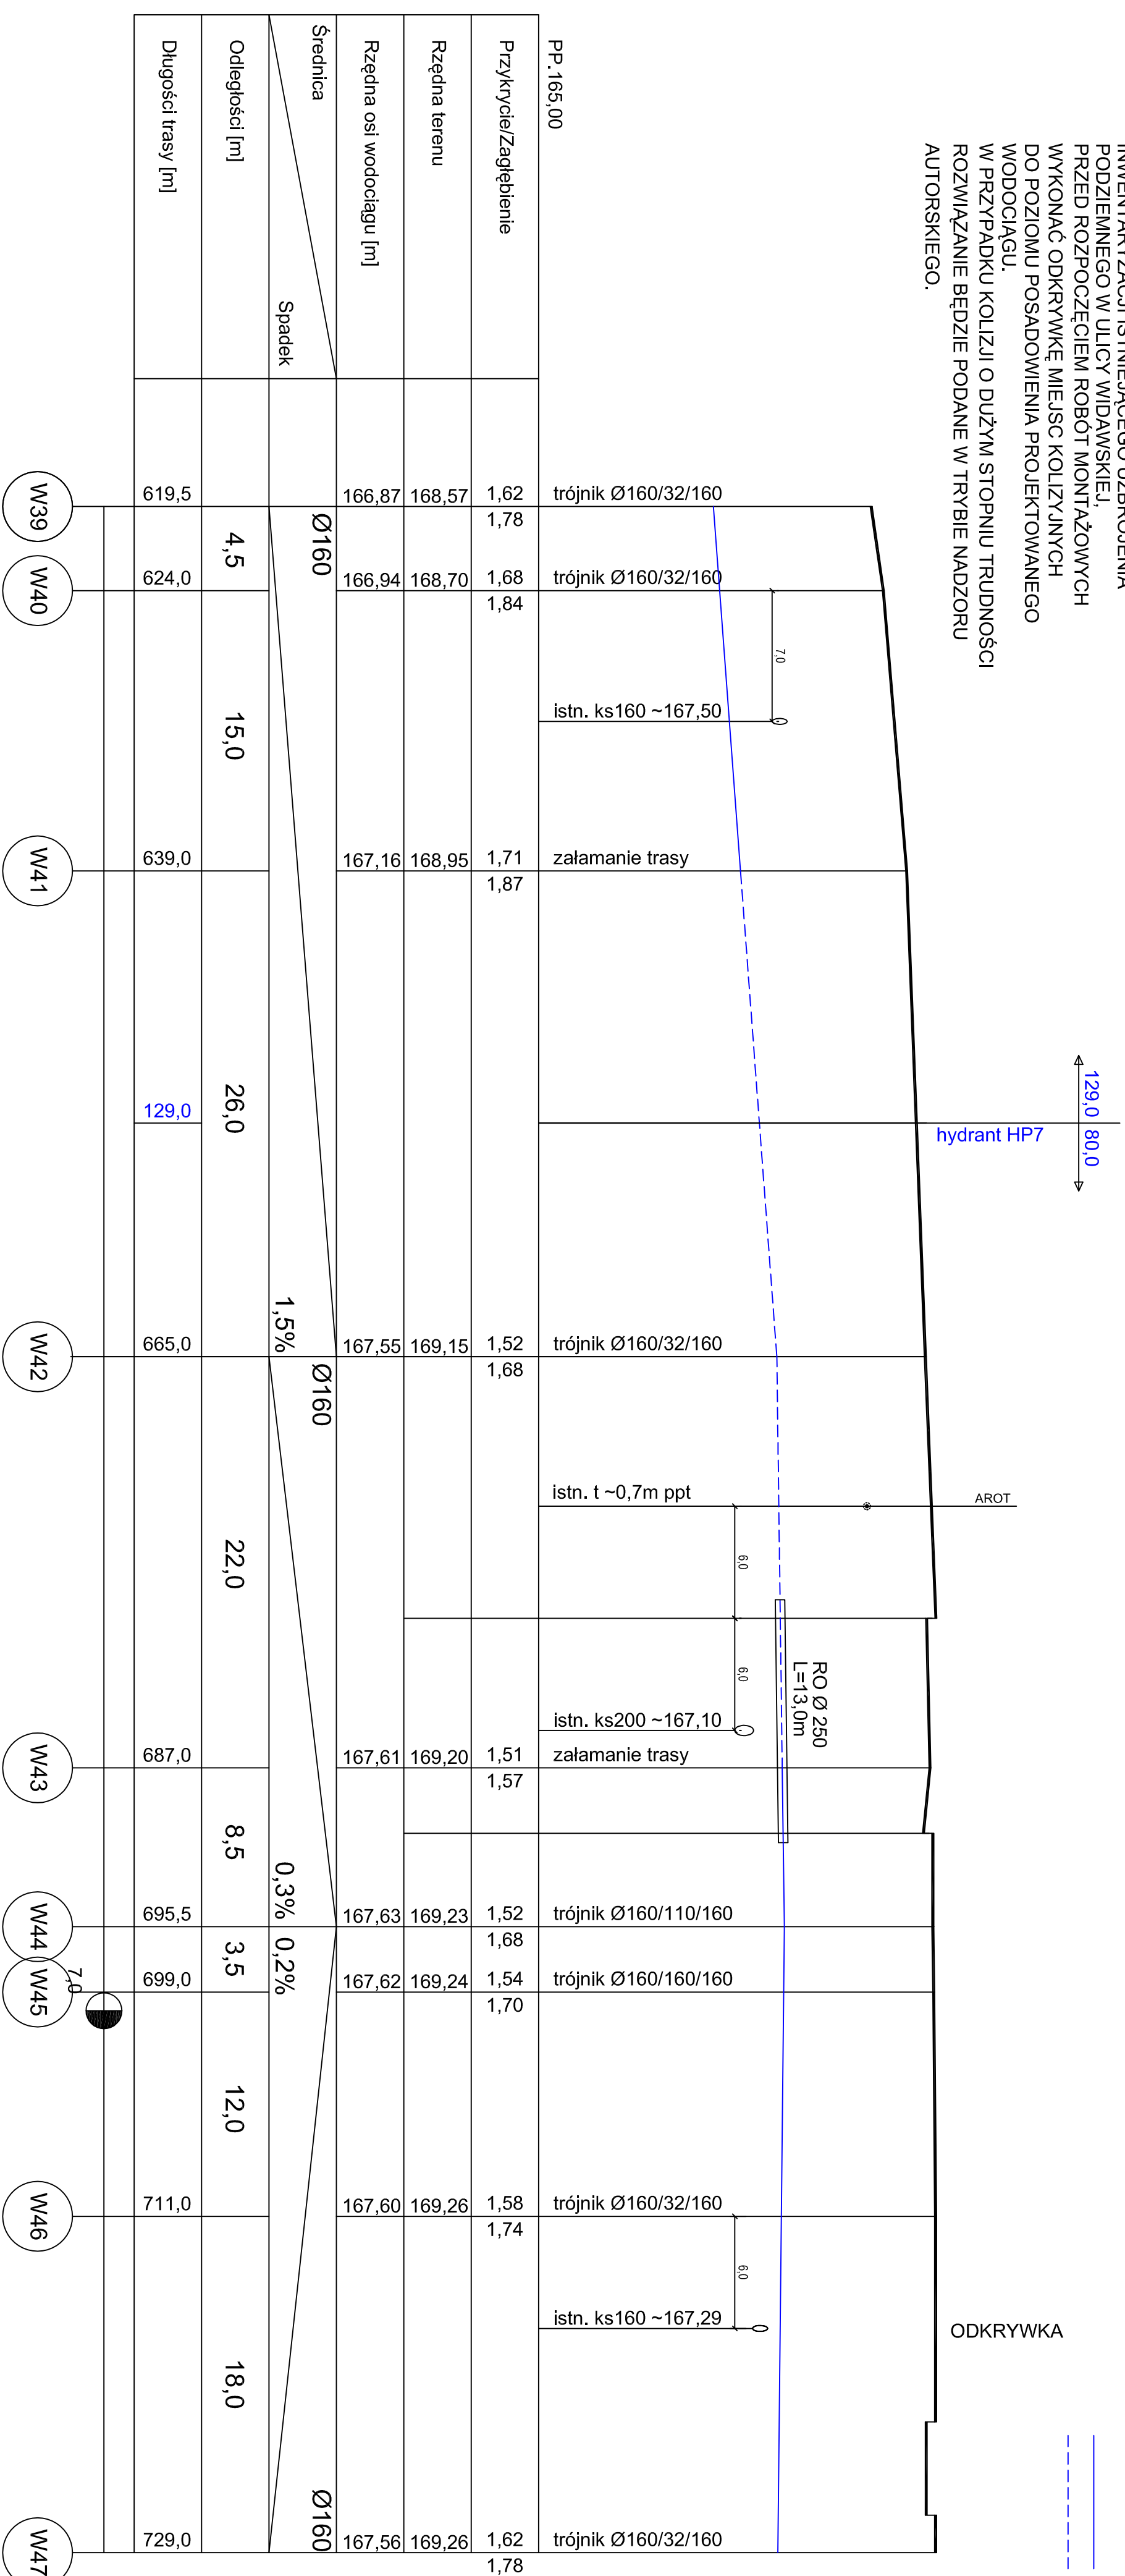 INWENTARYZACJI ISTNIEJĄCEGO UZBROJENIA
PODZIEMNEGO W ULICY WIDAWSKIEJ,
PRZED ROZPOCZĘCIEM ROBÓT MONTAŻOWYCH
WYKONAĆ ODKRYWKĘ MIEJSC KOLIZYJNYCH
DO POZIOMU POSADOWIENIA PROJEKTOWANEGO
WODOCIĄGU.
W PRZYPADKU KOLIZJI O DUŻYM STOPNIU TRUDNOŚCI
ROZWIĄZANIE BĘDZIE PODANE W TRYBIE NADZORU
AUTORSKIEGO.
129,0 80,0
hydrant HP7
AROT
ODKRYWKA
RO Ø 250
L=13,0m
7,0
6,0
6,0
6,0
PP.165,00
trójnik Ø160/32/160
trójnik Ø160/32/160
istn. ks160 ~167,50
załamanie trasy
trójnik Ø160/32/160
istn. t ~0,7m ppt
istn. ks200 ~167,10
załamanie trasy
trójnik Ø160/110/160
trójnik Ø160/160/160
trójnik Ø160/32/160
istn. ks160 ~167,29
trójnik Ø160/32/160
Przykrycie/Zagłębienie
1,62 1,68 1,71 1,52 1,51 1,52 1,54 1,58 1,62
1,78 1,84 1,87 1,68 1,57 1,68 1,70 1,74 1,78
Rzędna terenu
168,57 168,70 168,95 169,15 169,20 169,23 169,24 169,26 169,26
Rzędna osi wodociągu [m]
166,87 166,94 167,16 167,55 167,61 167,63 167,62 167,60 167,56
Średnica
Ø160 Ø160 Ø160
Spadek
1,5% 0,3% 0,2%
Odległości [m]
4,5 15,0 26,0 22,0 8,5 3,5 12,0 18,0
Długości trasy [m]
619,5 624,0 639,0 129,0 665,0 687,0 695,5 699,0 711,0 729,0
7,0
W39 W40 W41 W42 W43 W44 W45 W46 W47